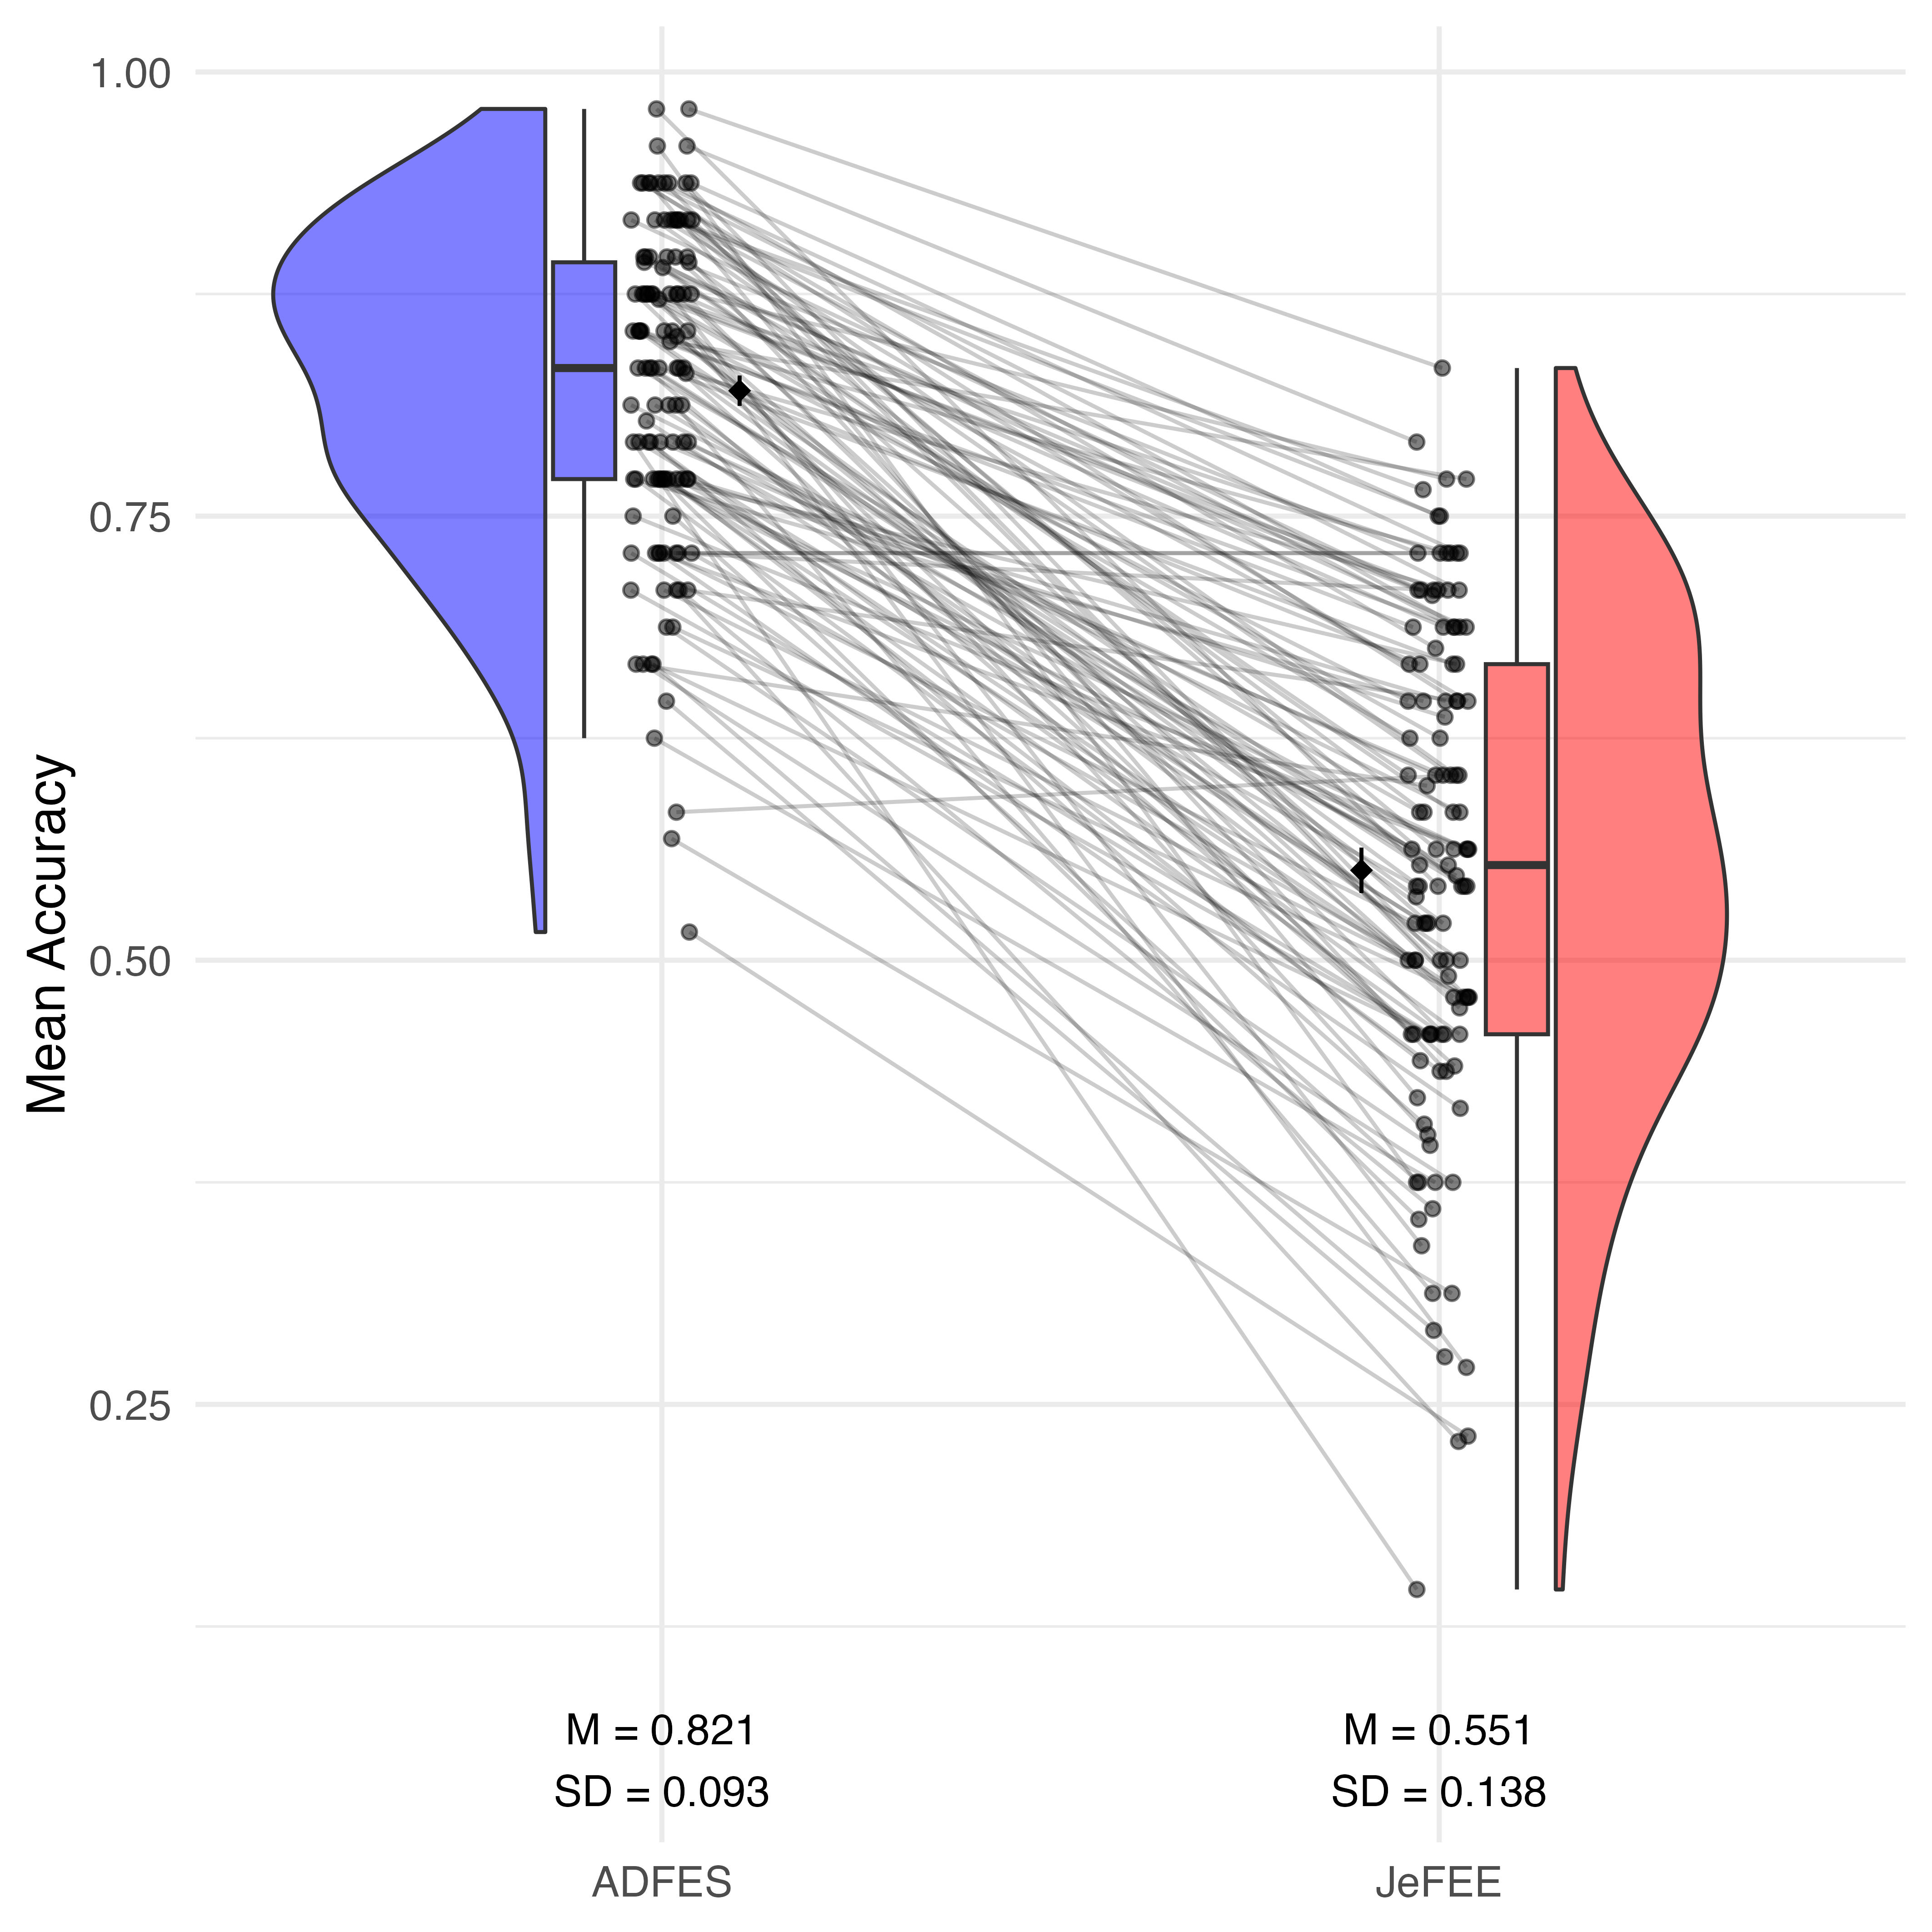 1.00
0.75
0.50
0.25
Mean Accuracy
M = 0.821
SD = 0.093
M = 0.551
SD = 0.138
ADFES
JeFEE